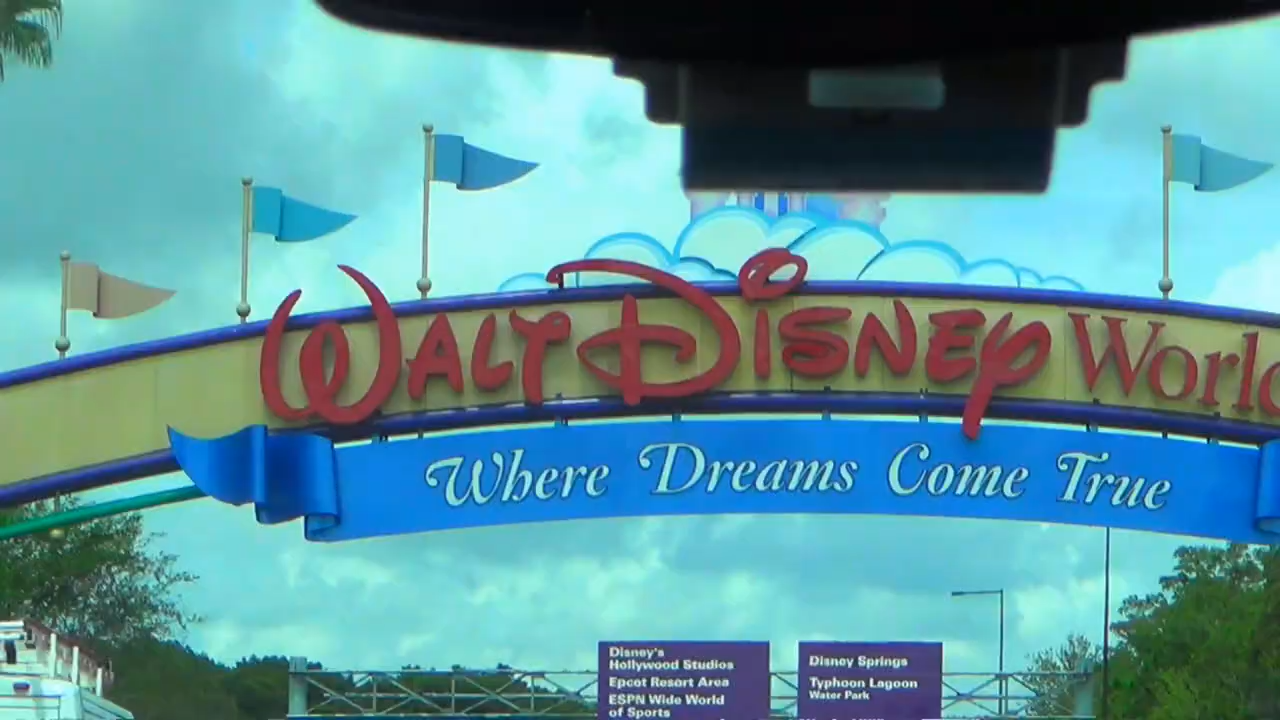 WALT DISNEY World
Where Dreams Come True
Disney's
Hollywood Studios
Epcot Resort Area
ESPN Wide World
of Sports
Disney Springs
Typhoon Lagoon
Water Park